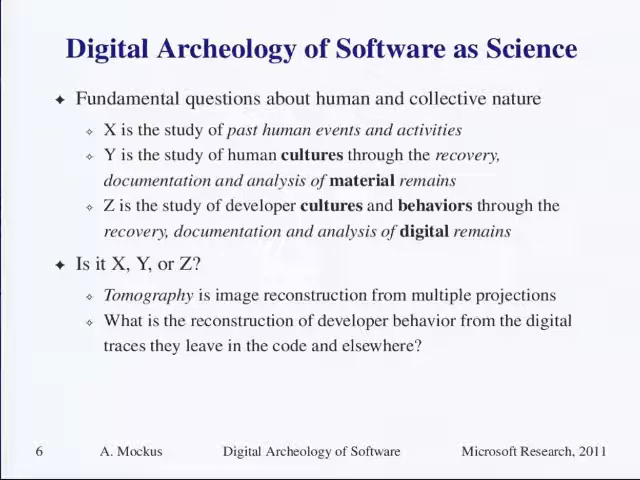 Digital Archeology of Software as Science
✦ Fundamental questions about human and collective nature
✧ X is the study of past human events and activities
✧ Y is the study of human cultures through the recovery,
documentation and analysis of material remains
✧ Z is the study of developer cultures and behaviors through the
recovery, documentation and analysis of digital remains
✦ Is it X, Y, or Z?
✧ Tomography is image reconstruction from multiple projections
✧ What is the reconstruction of developer behavior from the digital
traces they leave in the code and elsewhere?
6 A. Mockus Digital Archeology of Software Microsoft Research, 2011